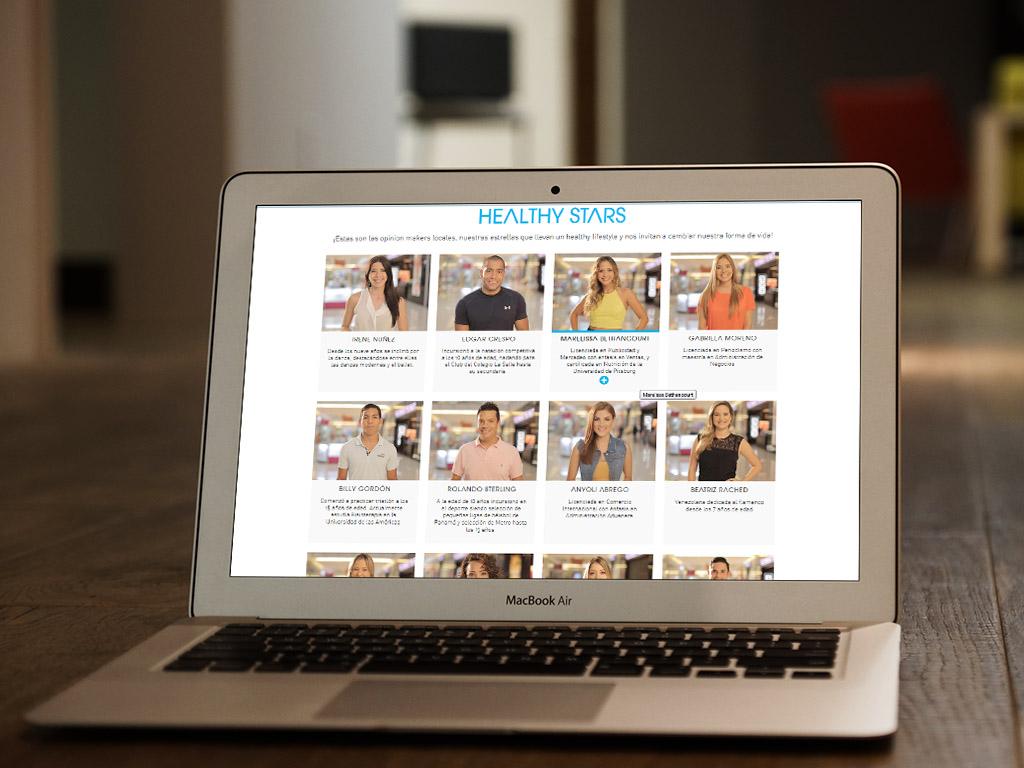 HEALTHY STARS
¡Estas son las opinion makers locales, nuestras estrellas que llevan un healthy lifestyle y nos invitan a cambiar nuestra forma de vida!
IRENE NÚÑEZ
Desde los nueve años se inclinó por
la danza, destacándose entre ellas
las danzas modernas y el ballet.
EDGAR CRESPO
Incursionó a la natación competitiva
a los 10 años de edad, nadando para
el Club del Colegio La Salle hasta
su secundaria
MARELISSA BETHANCOURT
Licenciada en Publicidad y
Mercadeo con énfasis en Ventas, y
certificada en Nutrición de la
Universidad de Pittsburg
GABRIELA MORENO
Licenciada en Periodismo con
maestría en Administración de
Negocios
Marelissa Bethancourt
BILLY GORDÓN
Comenzó a practicar triatlón a los
15 años de edad. Actualmente
estudia fisioterapia en la
Universidad de las Américas
ROLANDO STERLING
A la edad de 10 años incursionó en
el deporte siendo selección de
pequeñas ligas de béisbol de
Panamá y selección de Metro hasta
los 15 años
ANYOLI ABREGO
Licenciada en Comercio
Internacional con énfasis en
Administración Aduanera
BEATRIZ RACHED
Venezolana dedicada al flamenco
desde los 7 años de edad
MacBook Air